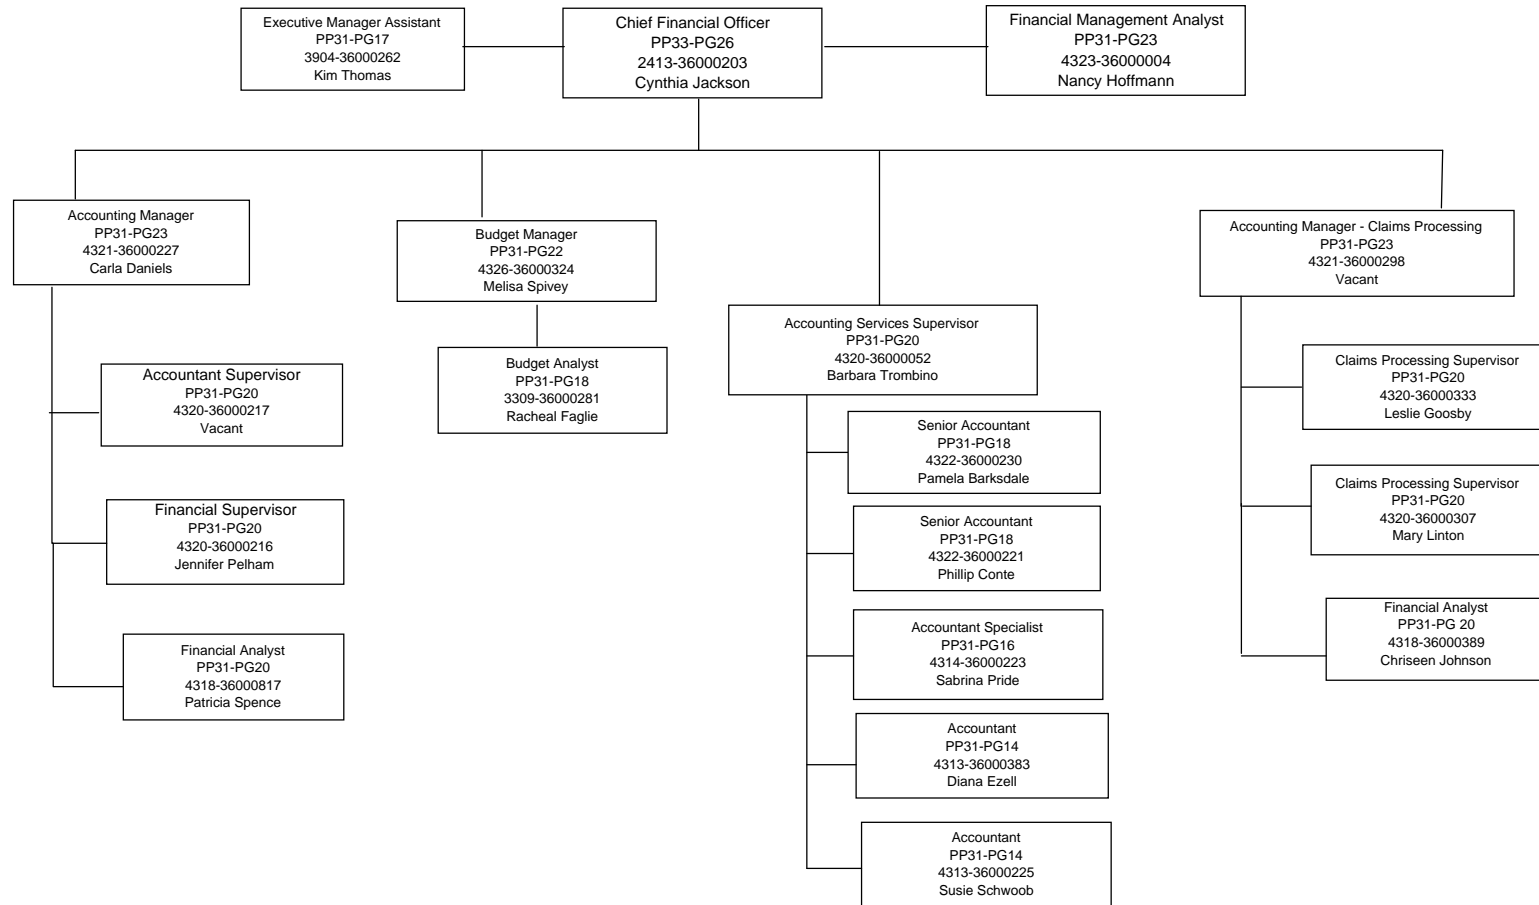 Executive Manager Assistant
PP31-PG17
3904-36000262
Kim Thomas
Chief Financial Officer
PP33-PG26
2413-36000203
Cynthia Jackson
Financial Management Analyst
PP31-PG23
4323-36000004
Nancy Hoffmann
Accounting Manager
PP31-PG23
4321-36000227
Carla Daniels
Budget Manager
PP31-PG22
4326-36000324
Melisa Spivey
Accounting Services Supervisor
PP31-PG20
4320-36000052
Barbara Trombino
Accounting Manager - Claims Processing
PP31-PG23
4321-36000298
Vacant
Accountant Supervisor
PP31-PG20
4320-36000217
Vacant
Financial Supervisor
PP31-PG20
4320-36000216
Jennifer Pelham
Financial Analyst
PP31-PG20
4318-36000817
Patricia Spence
Budget Analyst
PP31-PG18
3309-36000281
Racheal Faglie
Senior Accountant
PP31-PG18
4322-36000230
Pamela Barksdale
Senior Accountant
PP31-PG18
4322-36000221
Phillip Conte
Accountant Specialist
PP31-PG16
4314-36000223
Sabrina Pride
Accountant
PP31-PG14
4313-36000383
Diana Ezell
Accountant
PP31-PG14
4313-36000225
Susie Schwoob
Claims Processing Supervisor
PP31-PG20
4320-36000333
Leslie Goosby
Claims Processing Supervisor
PP31-PG20
4320-36000307
Mary Linton
Financial Analyst
PP31-PG 20
4318-36000389
Chriseen Johnson